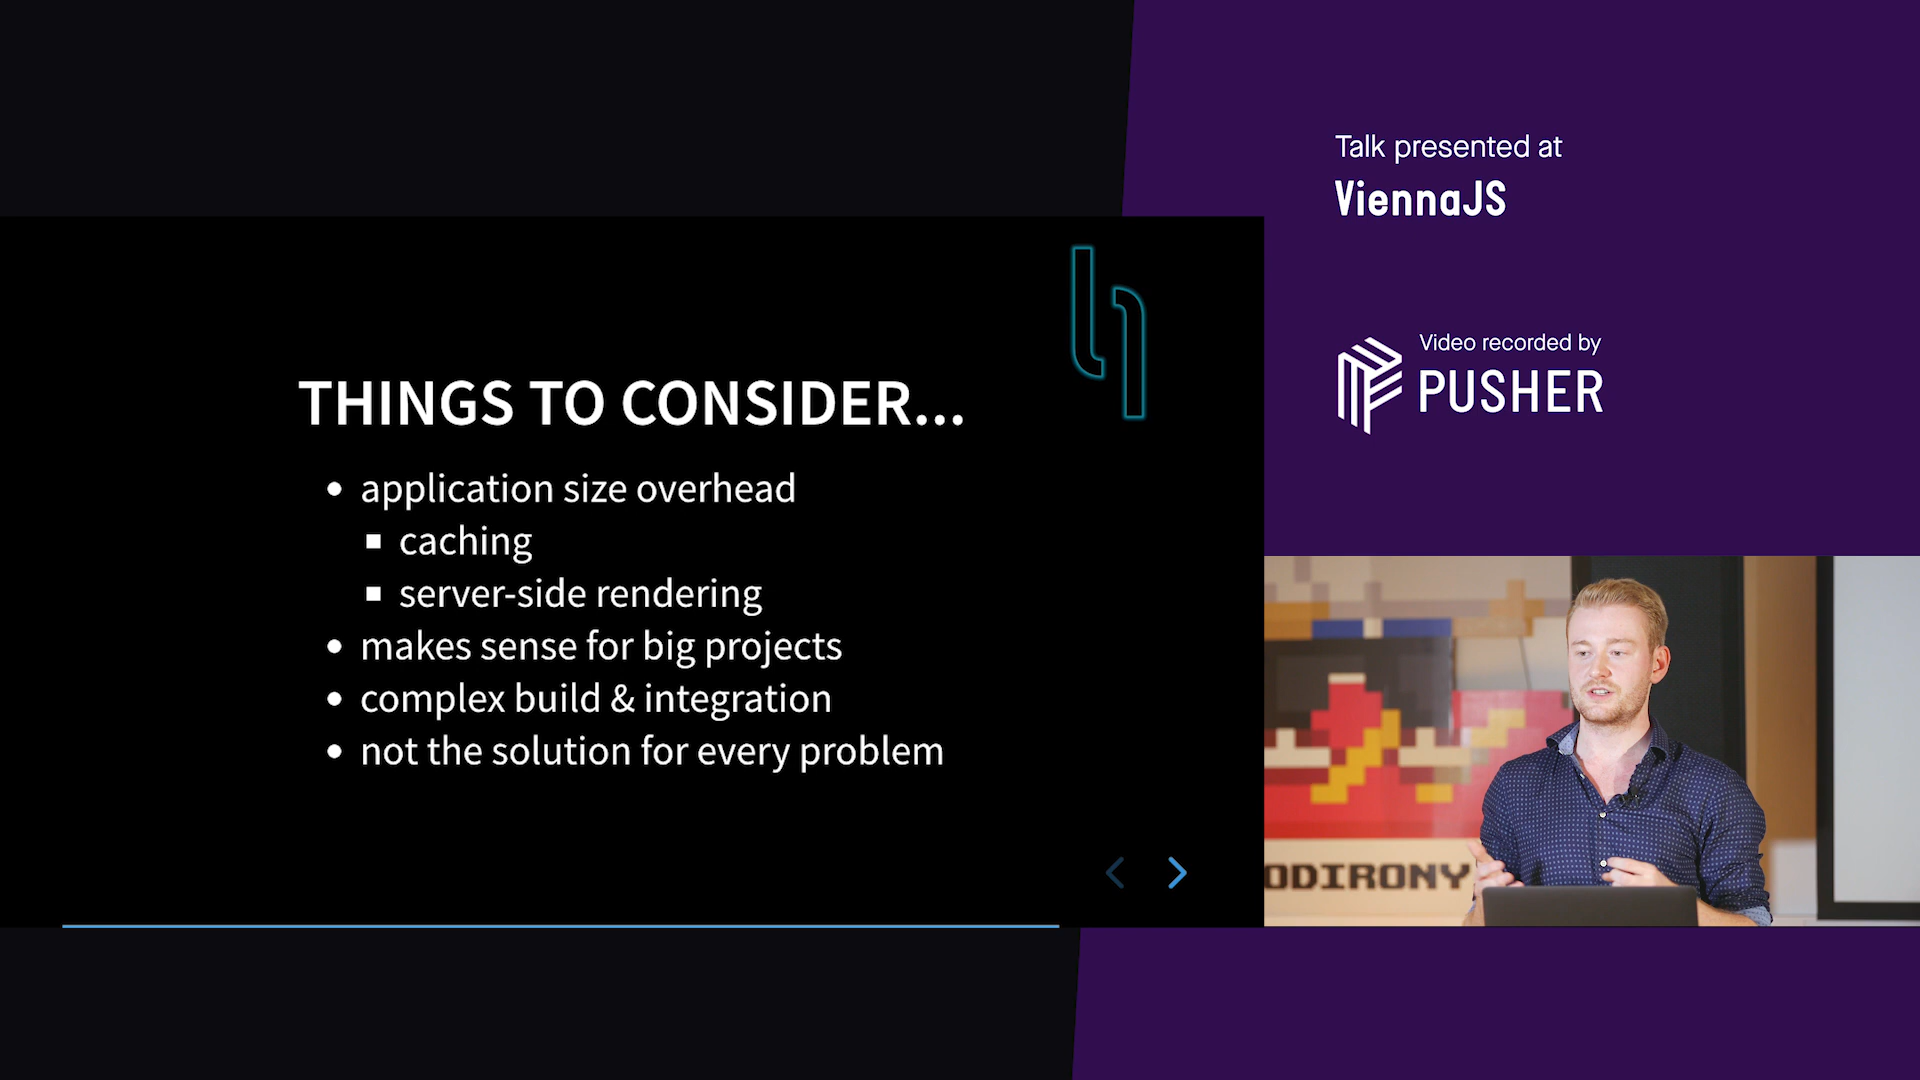 THINGS TO CONSIDER...
application size overhead
caching
server-side rendering
makes sense for big projects
complex build & integration
not the solution for every problem
Talk presented at
ViennaJS
Video recorded by
PUSHER
ODIRONY